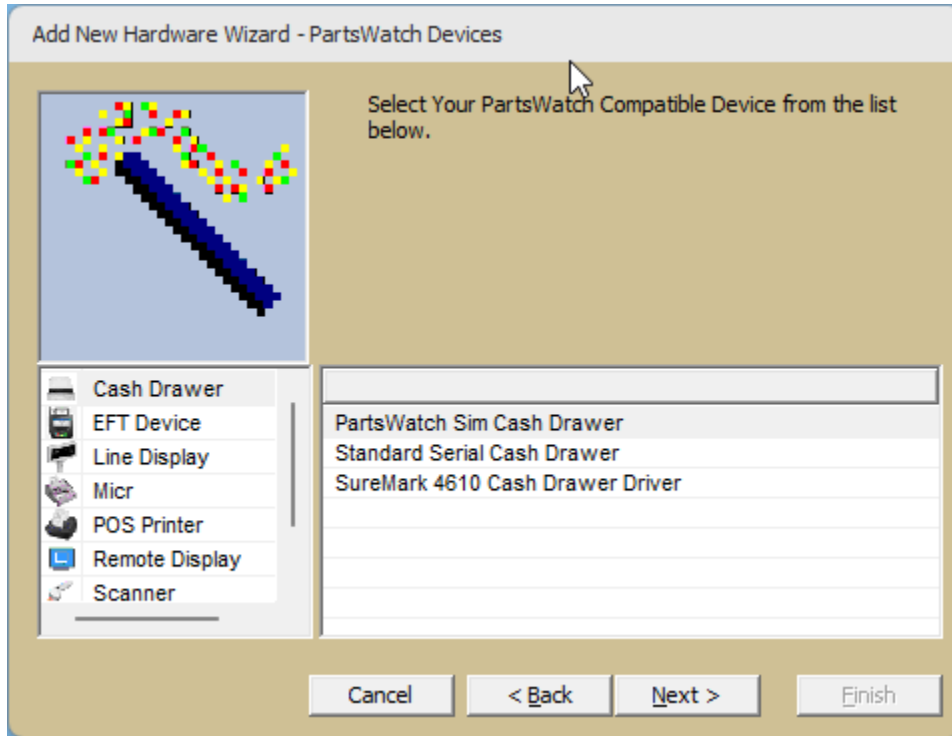 Add New Hardware Wizard - PartsWatch Devices
Select Your PartsWatch Compatible Device from the list
below.
Cash Drawer
EFT Device
Line Display
Micr
POS Printer
Remote Display
Scanner
PartsWatch Sim Cash Drawer
Standard Serial Cash Drawer
SureMark 4610 Cash Drawer Driver
Cancel
< Back
Next >
Finish